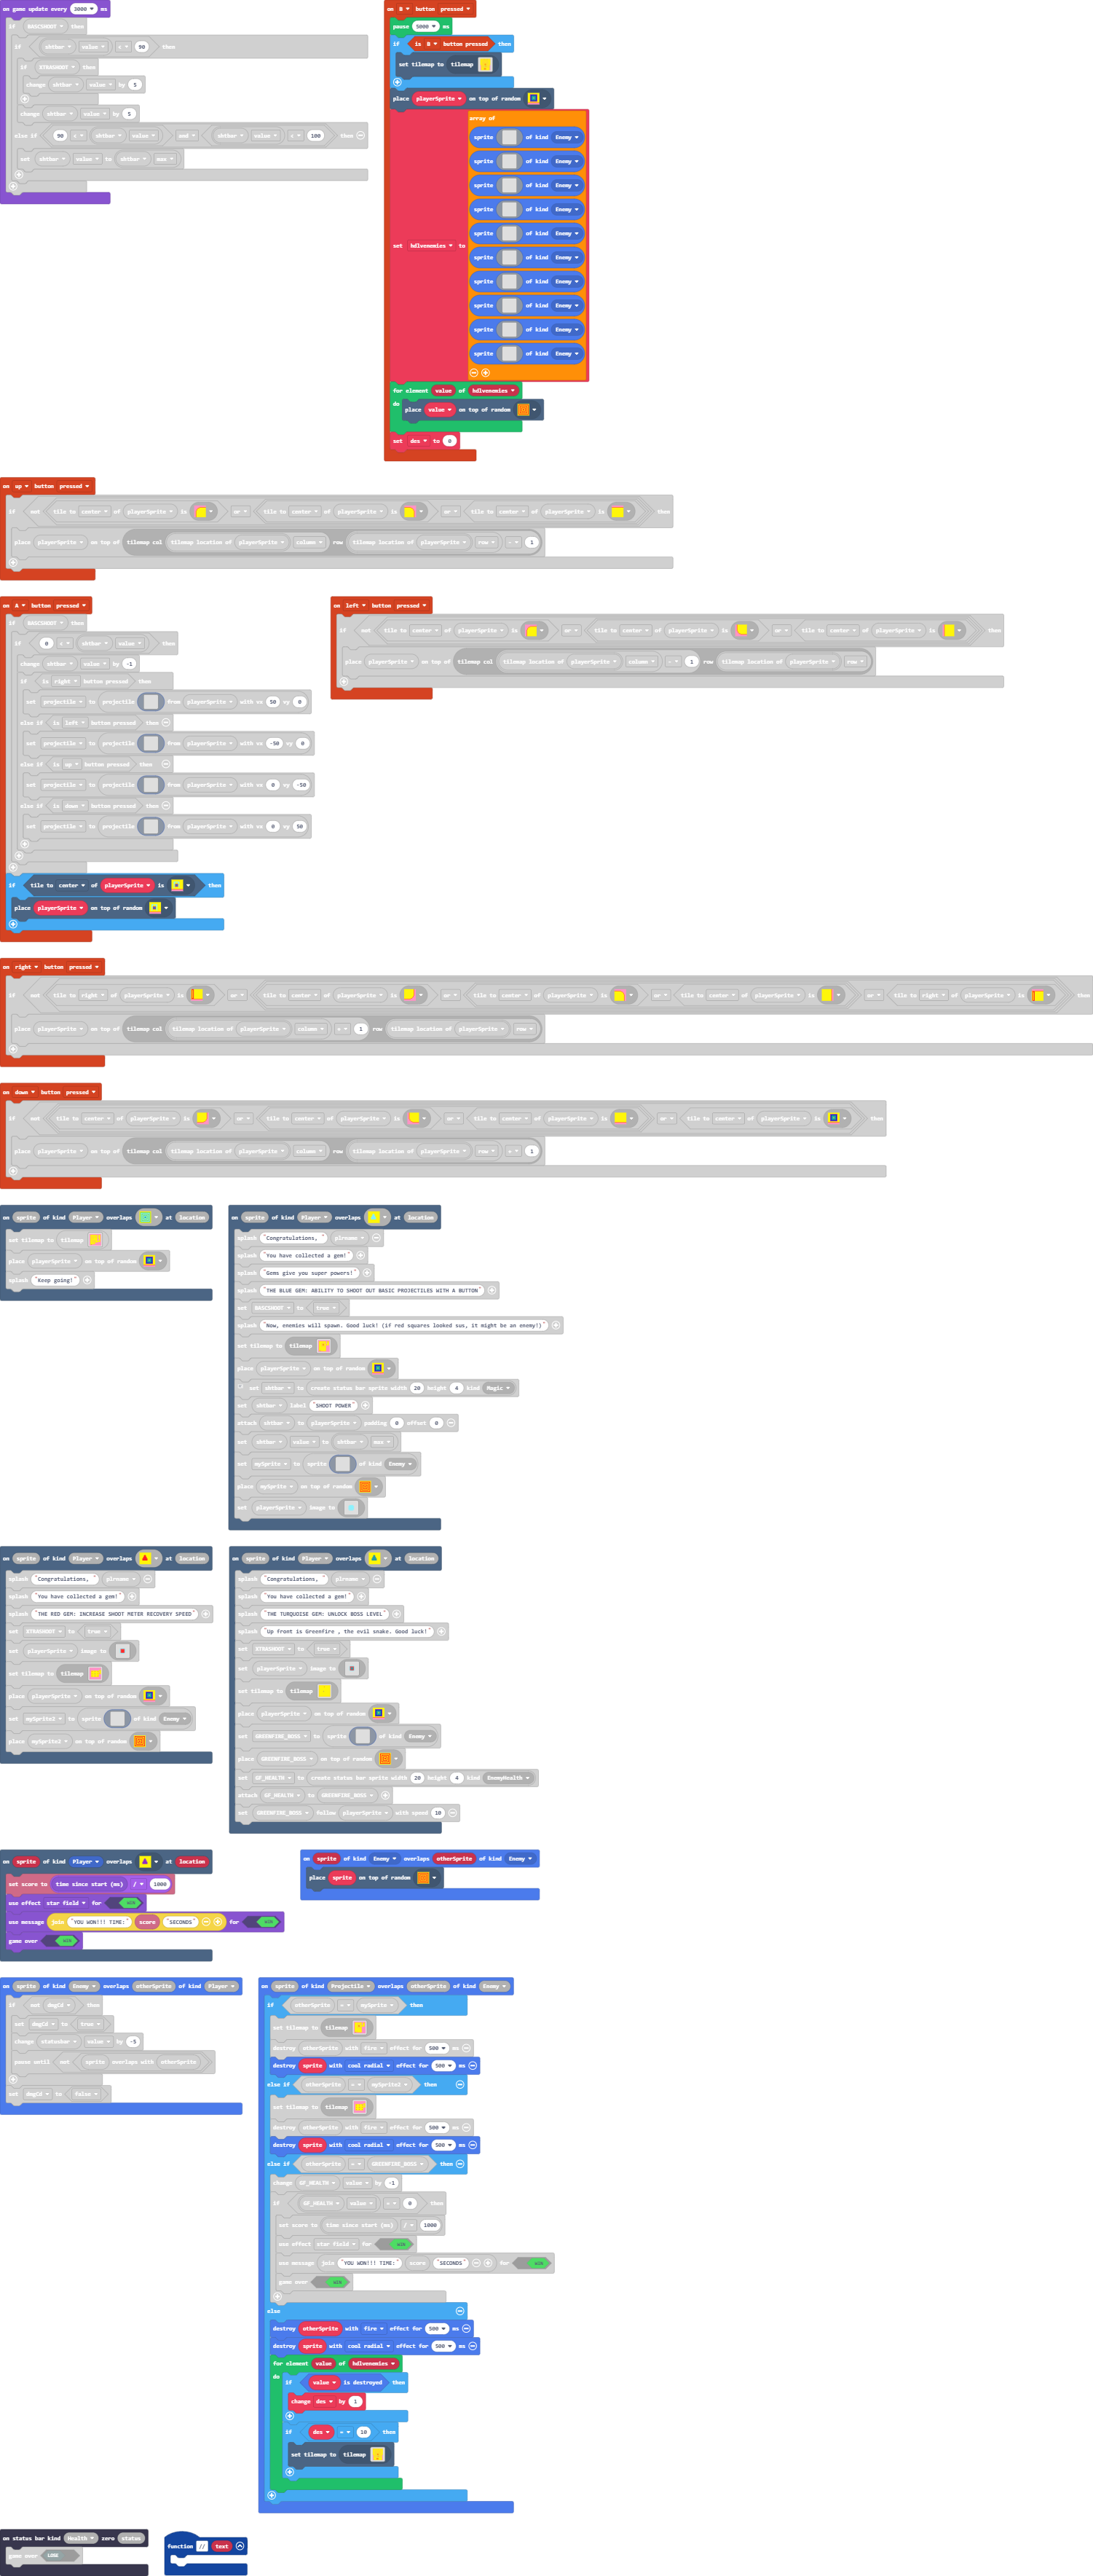 on game update every 3000 ms
if BASCSHOOT then
if shtbar value < 90 then
if XTRASHOOT then
change shtbar value by 5
change shtbar value by 5
else if 90 < shtbar value and shtbar value < 100 then
set shtbar value to shtbar max
on B button pressed
pause 5000 ms
if is B button pressed then
set tilemap to tilemap
place playerSprite on top of random
array of
sprite of kind Enemy
sprite of kind Enemy
sprite of kind Enemy
sprite of kind Enemy
sprite of kind Enemy
set hdlvenemies to
sprite of kind Enemy
sprite of kind Enemy
sprite of kind Enemy
sprite of kind Enemy
sprite of kind Enemy
for element value of hdlvenemies
do
place value on top of random
set des to 0
on up button pressed
if not tile to center of playerSprite is or tile to center of playerSprite is or tile to center of playerSprite is then
place playerSprite on top of tilemap col tilemap location of playerSprite column row tilemap location of playerSprite row - 1
on A button pressed
if BASCSHOOT then
if 0 < shtbar value then
change shtbar value by -1
if is right button pressed then
set projectile to projectile from playerSprite with vx 50 vy 0
else if is left button pressed then
set projectile to projectile from playerSprite with vx -50 vy 0
else if is up button pressed then
set projectile to projectile from playerSprite with vx 0 vy -50
else if is down button pressed then
set projectile to projectile from playerSprite with vx 0 vy 50
if tile to center of playerSprite is then
place playerSprite on top of random
on left button pressed
if not tile to center of playerSprite is or tile to center of playerSprite is or tile to center of playerSprite is then
place playerSprite on top of tilemap col tilemap location of playerSprite column - 1 row tilemap location of playerSprite row
on right button pressed
if not tile to right of playerSprite is or tile to center of playerSprite is or tile to center of playerSprite is or tile to center of playerSprite is or tile to right of playerSprite is then
place playerSprite on top of tilemap col tilemap location of playerSprite column + 1 row tilemap location of playerSprite row
on down button pressed
if not tile to center of playerSprite is or tile to center of playerSprite is or tile to center of playerSprite is or tile to center of playerSprite is then
place playerSprite on top of tilemap col tilemap location of playerSprite column row tilemap location of playerSprite row + 1
on sprite of kind Player overlaps at location
set tilemap to tilemap
place playerSprite on top of random
splash "Keep going!"
on sprite of kind Player overlaps at location
splash "Congratulations, " plrname
splash "You have collected a gem!"
splash "Gems give you super powers!"
splash "THE BLUE GEM: ABILITY TO SHOOT OUT BASIC PROJECTILES WITH A BUTTON"
set BASCSHOOT to true
splash "Now, enemies will spawn. Good luck! (if red squares looked sus, it might be an enemy!)"
set tilemap to tilemap
place playerSprite on top of random
set shtbar to create status bar sprite width 20 height 4 kind Magic
set shtbar label "SHOOT POWER"
attach shtbar to playerSprite padding 0 offset 0
set shtbar value to shtbar max
set mySprite to sprite of kind Enemy
place mySprite on top of random
set playerSprite image to
on sprite of kind Player overlaps at location
splash "Congratulations, " plrname
splash "You have collected a gem!"
splash "THE RED GEM: INCREASE SHOOT METER RECOVERY SPEED"
set XTRASHOOT to true
set playerSprite image to
set tilemap to tilemap
place playerSprite on top of random
set mySprite2 to sprite of kind Enemy
place mySprite2 on top of random
on sprite of kind Player overlaps at location
splash "Congratulations, " plrname
splash "You have collected a gem!"
splash "THE TURQUOISE GEM: UNLOCK BOSS LEVEL"
splash "Up front is Greenfire , the evil snake. Good luck!"
set XTRASHOOT to true
set playerSprite image to
set tilemap to tilemap
place playerSprite on top of random
set GREENFIRE_BOSS to sprite of kind Enemy
place GREENFIRE_BOSS on top of random
set GF_HEALTH to create status bar sprite width 20 height 4 kind EnemyHealth
attach GF_HEALTH to GREENFIRE_BOSS
set GREENFIRE_BOSS follow playerSprite with speed 10
on sprite of kind Player overlaps at location
set score to time since start (ms) / 1000
use effect star field for WIN
use message join "YOU WON!!! TIME:" score "SECONDS" for WIN
game over WIN
on sprite of kind Enemy overlaps otherSprite of kind Enemy
place sprite on top of random
on sprite of kind Enemy overlaps otherSprite of kind Player
if not dmgCd then
set dmgCd to true
change statusbar value by -5
pause until not sprite overlaps with otherSprite
set dmgCd to false
on sprite of kind Projectile overlaps otherSprite of kind Enemy
if otherSprite = mySprite then
set tilemap to tilemap
destroy otherSprite with fire effect for 500 ms
destroy sprite with cool radial effect for 500 ms
else if otherSprite = mySprite2 then
set tilemap to tilemap
destroy otherSprite with fire effect for 500 ms
destroy sprite with cool radial effect for 500 ms
else if otherSprite = GREENFIRE_BOSS then
change GF_HEALTH value by -1
if GF_HEALTH value = 0 then
set score to time since start (ms) / 1000
use effect star field for WIN
use message join "YOU WON!!! TIME:" score "SECONDS" for WIN
game over WIN
else
destroy otherSprite with fire effect for 500 ms
destroy sprite with cool radial effect for 500 ms
for element value of hdlvenemies
do
if value is destroyed then
change des by 1
if des = 10 then
set tilemap to tilemap
on status bar kind Health zero status
game over LOSE
function // text